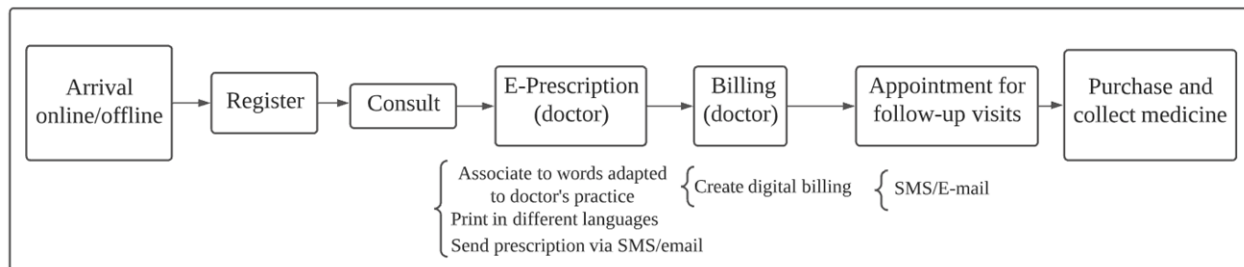 Arrival
online/offline
Register
Consult
E-Prescription
(doctor)
Billing
(doctor)
Appointment for
follow-up visits
Purchase and
collect medicine
Associate to words adapted
to doctor's practice
Print in different languages
Send prescription via SMS/email
Create digital billing
SMS/E-mail